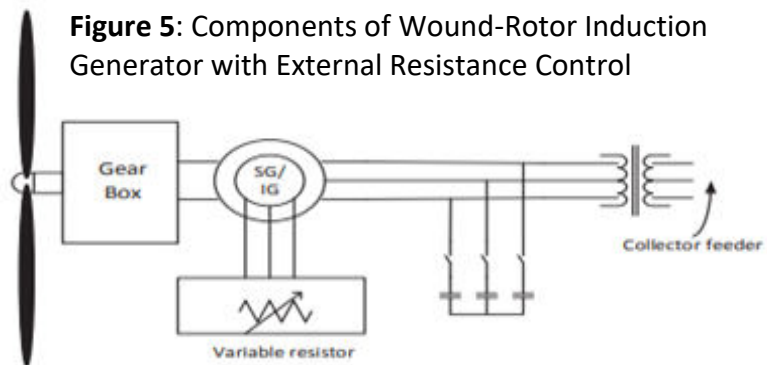 Figure 5: Components of Wound-Rotor Induction
Generator with External Resistance Control
Gear
Box
SG/
IG
Collector feeder
Variable resistor